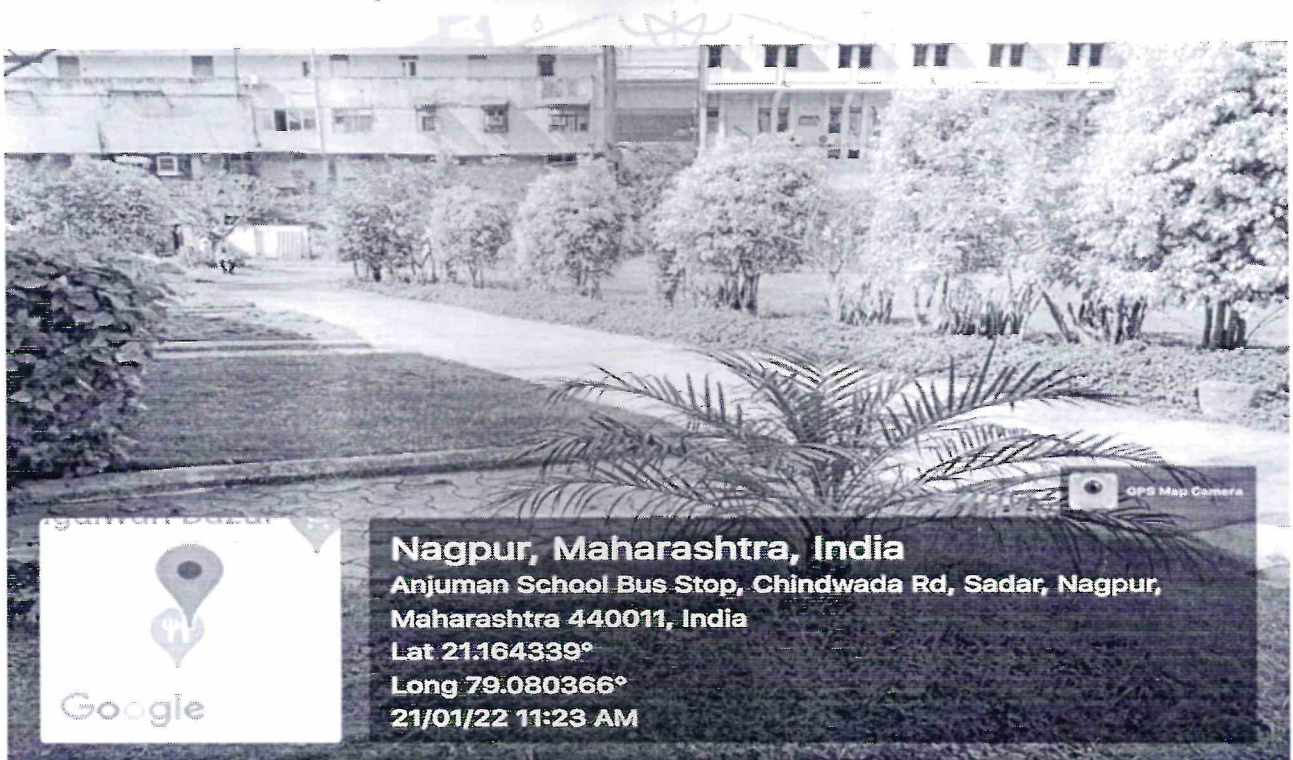 GPS Map Camera
Nagpur, Maharashtra, India
Anjuman School Bus Stop, Chindwada Rd, Sadar, Nagpur,
Maharashtra 440011, India
Lat 21.164339°
Long 79.080366°
21/01/22 11:23 AM
Google